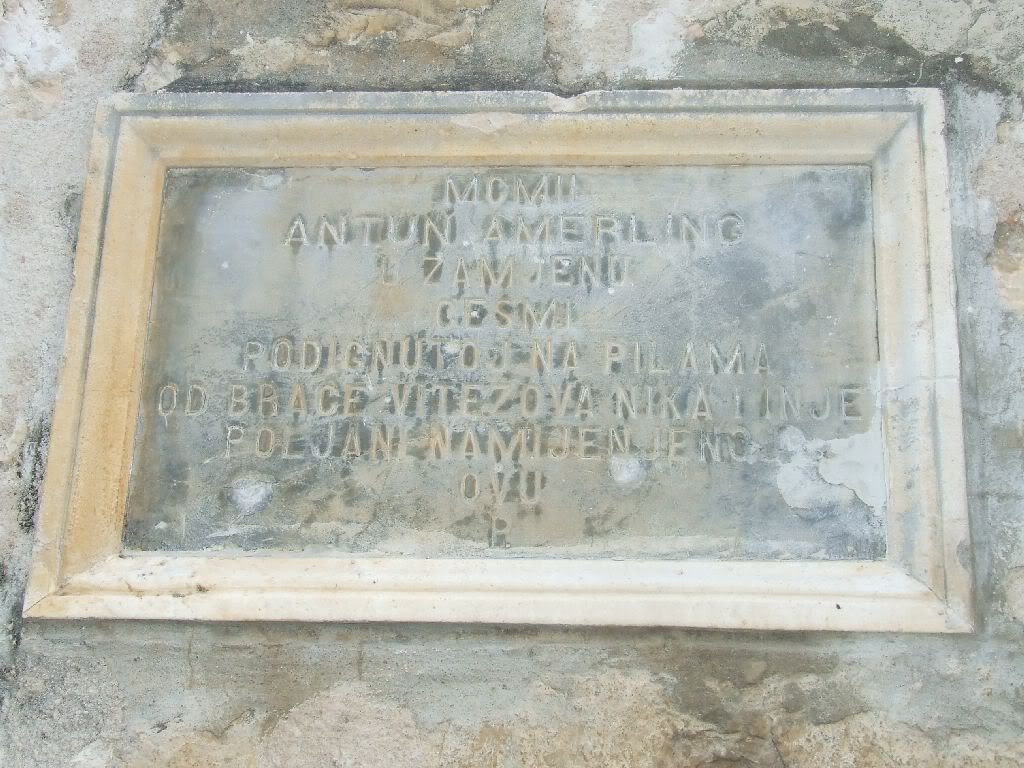 MCMII
ANTUN AMERLING
U ZAMJENU
ČESMI
PODIGNUTOJ NA PILAMA
OD BRAĆE VITEZOVA NIKA I INJE
POLJANI NAMIJENJENO
OVU
P.